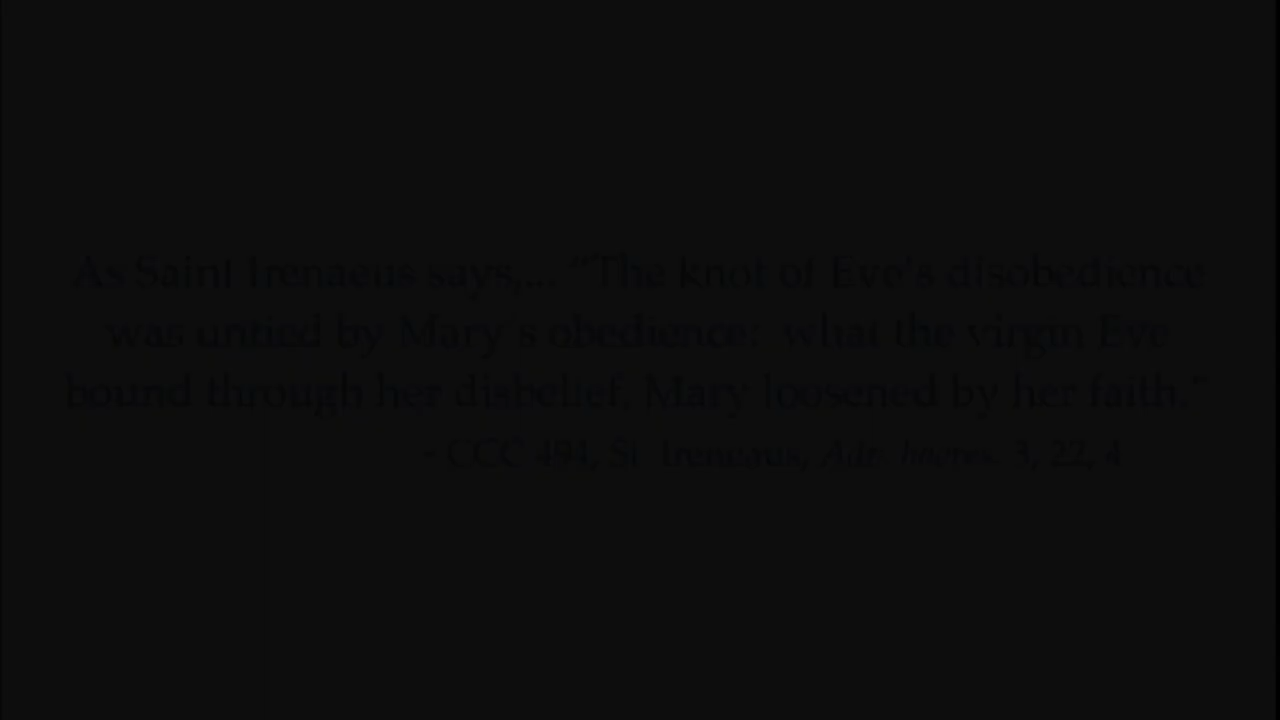 As Saint Irenaeus says,... "The knot of Eve's disobedience
was untied by Mary's obedience: what the virgin Eve
bound through her disbelief, Mary loosened by her faith."
- CCC 494, St. Irenaeus, Adv. haeres. 3, 22, 4